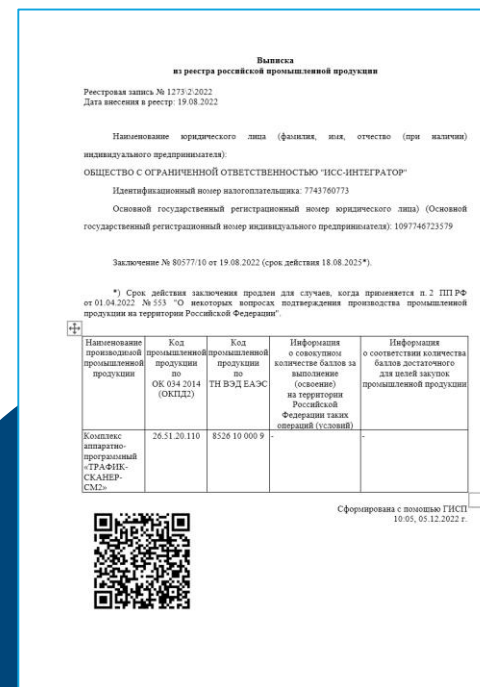 Выписка
из реестра российской промышленной продукции
Реестровая запись № 1273\2\2022
Дата внесения в реестр: 19.08.2022
Наименование юридического лица (фамилия, имя, отчество (при наличии)
индивидуального предпринимателя):
ОБЩЕСТВО С ОГРАНИЧЕННОЙ ОТВЕТСТВЕННОСТЬЮ "ИСС-ИНТЕГРАТОР"
Идентификационный номер налогоплательщика: 7743760773
Основной государственный регистрационный номер юридического лица) (Основной
государственный регистрационный номер индивидуального предпринимателя): 1097746723579
Заключение № 80577/10 от 19.08.2022 (срок действия 18.08.2025*).
*) Срок действия заключения продлен для случаев, когда применяется п. 2 ПП РФ
от 01.04.2022 № 553 "О некоторых вопросах подтверждения производства промышленной
продукции на территории Российской Федерации".
Наименование
производимой
промышленной
продукции
Код
промышленной
продукции
по
ОК 034 2014
(ОКПД2)
Код
промышленной
продукции
по
ТН ВЭД ЕАЭС
Информация
о совокупном
количестве баллов за
выполнение
(освоение)
на территории
Российской
Федерации таких
операций (условий)
Информация
о соответствии количества
баллов достаточного
для целей закупок
промышленной продукции
Комплекс
аппаратно-
программный
«ТРАФИК-
СКАНЕР-
СМ2»
26.51.20.110
8526 10 000 9
-
-
Сформирована с помощью ГИСП
10:05, 05.12.2022 г.